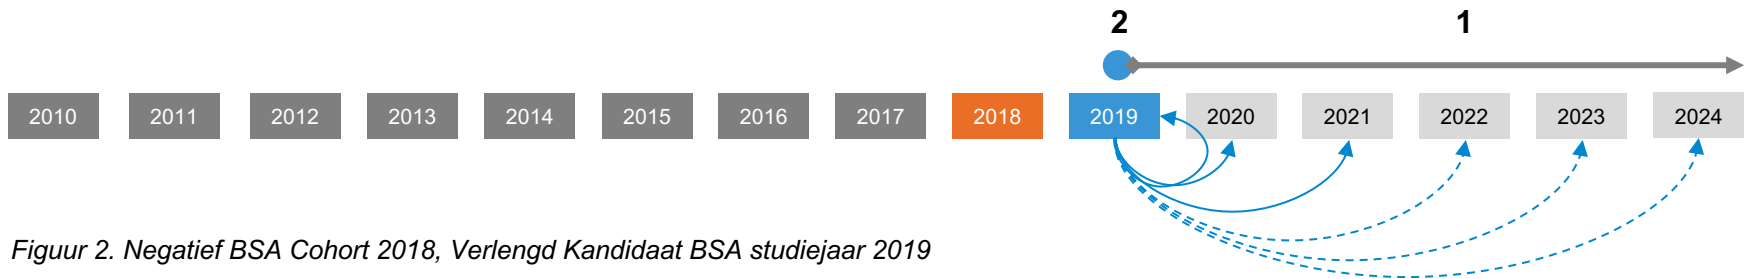 2 1
2010 2011 2012 2013 2014 2015 2016 2017 2018 2019 2020 2021 2022 2023 2024
Figuur 2. Negatief BSA Cohort 2018, Verlengd Kandidaat BSA studiejaar 2019